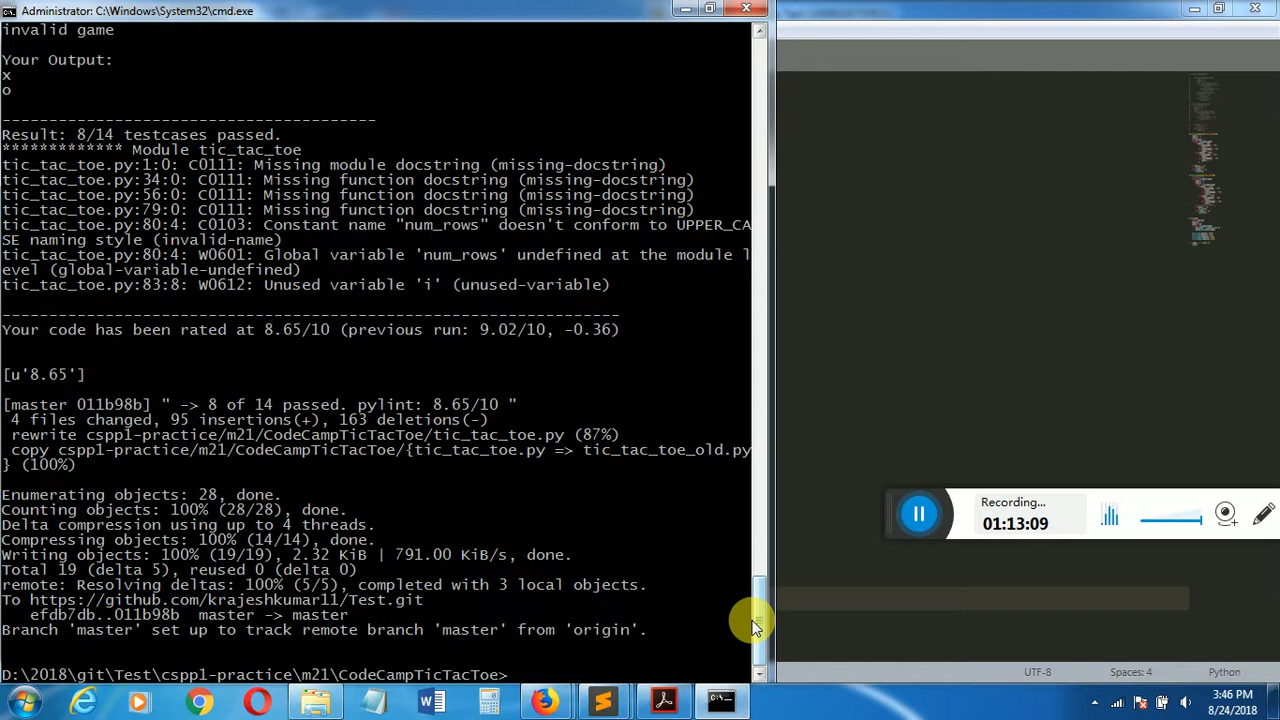 Administrator: C:\Windows\System32\cmd.exe
invalid game
Your Output:
x
o
----------------------------------------
Result: 8/14 testcases passed.
************* Module tic_tac_toe
tic_tac_toe.py:1:0: C0111: Missing module docstring (missing-docstring)
tic_tac_toe.py:34:0: C0111: Missing function docstring (missing-docstring)
tic_tac_toe.py:56:0: C0111: Missing function docstring (missing-docstring)
tic_tac_toe.py:79:0: C0111: Missing function docstring (missing-docstring)
tic_tac_toe.py:80:4: C0103: Constant name "num_rows" doesn't conform to UPPER_CA
SE naming style (invalid-name)
tic_tac_toe.py:80:4: W0601: Global variable 'num_rows' undefined at the module l
evel (global-variable-undefined)
tic_tac_toe.py:83:8: W0612: Unused variable 'i' (unused-variable)
------------------------------------------------------------------
Your code has been rated at 8.65/10 (previous run: 9.02/10, -0.36)
[u'8.65']
[master 011b98b] " -> 8 of 14 passed. pylint: 8.65/10 "
4 files changed, 95 insertions(+), 163 deletions(-)
rewrite cspp1-practice/m21/CodeCampTicTacToe/tic_tac_toe.py (87%)
copy cspp1-practice/m21/CodeCampTicTacToe/{tic_tac_toe.py => tic_tac_toe_old.py
} (100%)
Enumerating objects: 28, done.
Counting objects: 100% (28/28), done.
Delta compression using up to 4 threads.
Compressing objects: 100% (14/14), done.
Writing objects: 100% (19/19), 2.32 KiB | 791.00 KiB/s, done.
Total 19 (delta 5), reused 0 (delta 0)
remote: Resolving deltas: 100% (5/5), completed with 3 local objects.
To https://github.com/krajeshkumar11/Test.git
efdb7db..011b98b  master -> master
Branch 'master' set up to track remote branch 'master' from 'origin'.
D:\2018\git\Test\cspp1-practice\m21\CodeCampTicTacToe>
Recording...
01:13:09
UTF-8
Spaces: 4
Python
3:46 PM
8/24/2018